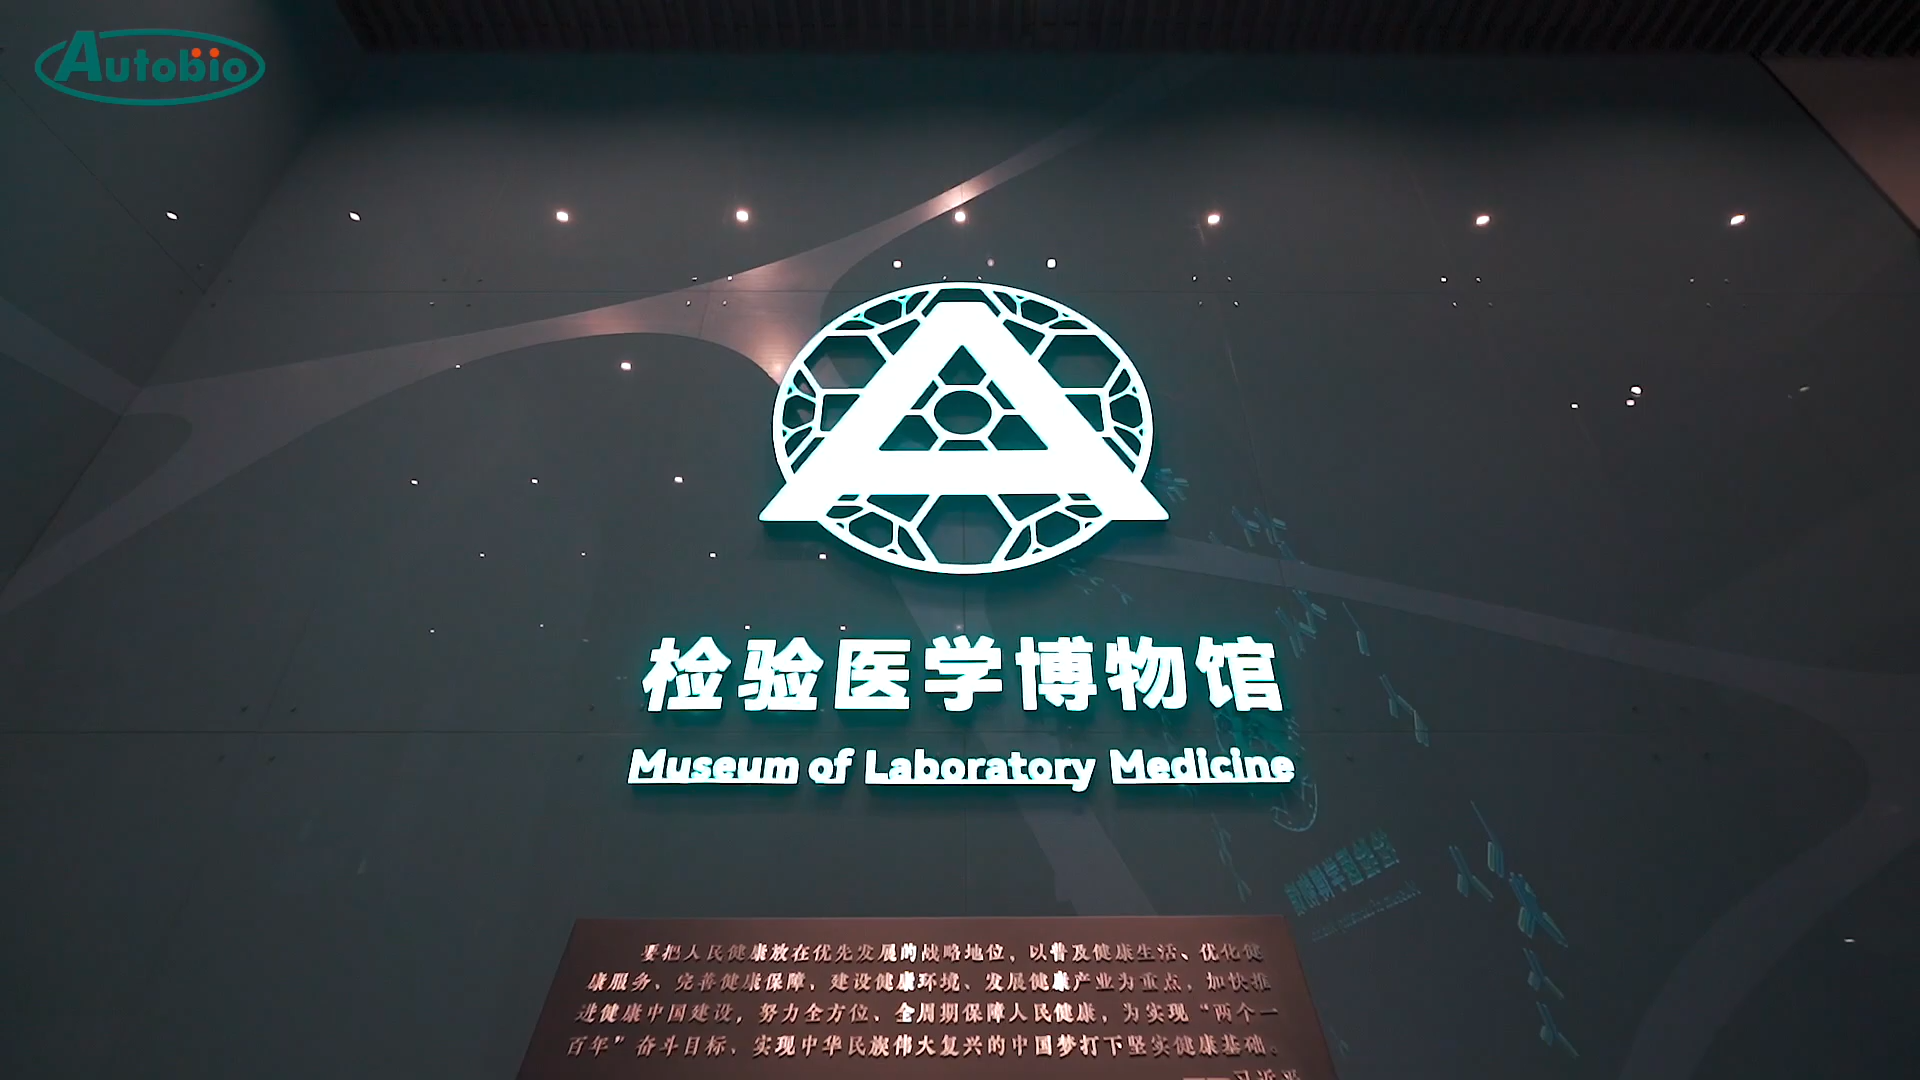 Autobio
检验医学博物馆
Museum of Laboratory Medicine
要把人民健康放在优先发展的战略地位，以普及健康生活、优化健
康服务、完善健康保障，建设健康环境、发展健康产业为重点，加快推
进健康中国建设，努力全方位、全周期保障人民健康，为实现“两个一
百年”奋斗目标、实现中华民族伟大复兴的中国梦打下坚实健康基础。
——习近平